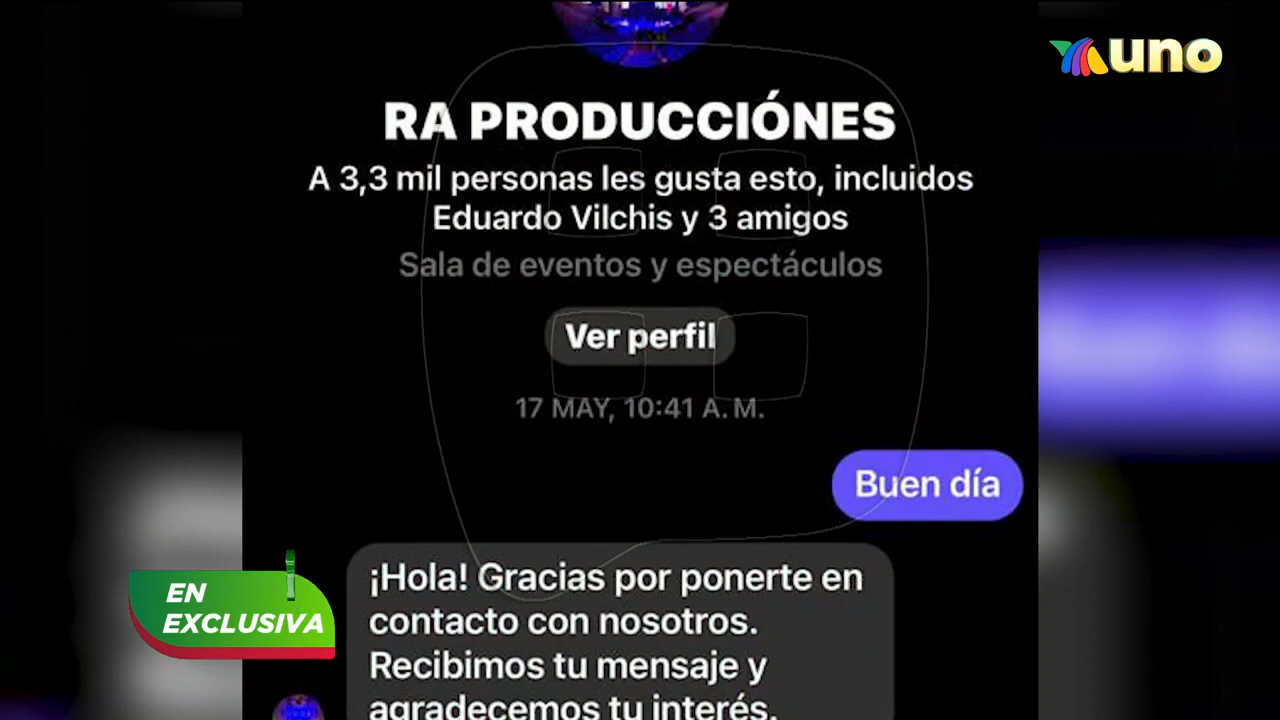 uno
RA PRODUCCIÓNES
A 3,3 mil personas les gusta esto, incluidos
Eduardo Vilchis y 3 amigos
Sala de eventos y espectáculos
Ver perfil
17 MAY, 10:41 A. M.
Buen día
¡Hola! Gracias por ponerte en
contacto con nosotros.
Recibimos tu mensaje y
agradecemos tu interés.
EN
EXCLUSIVA